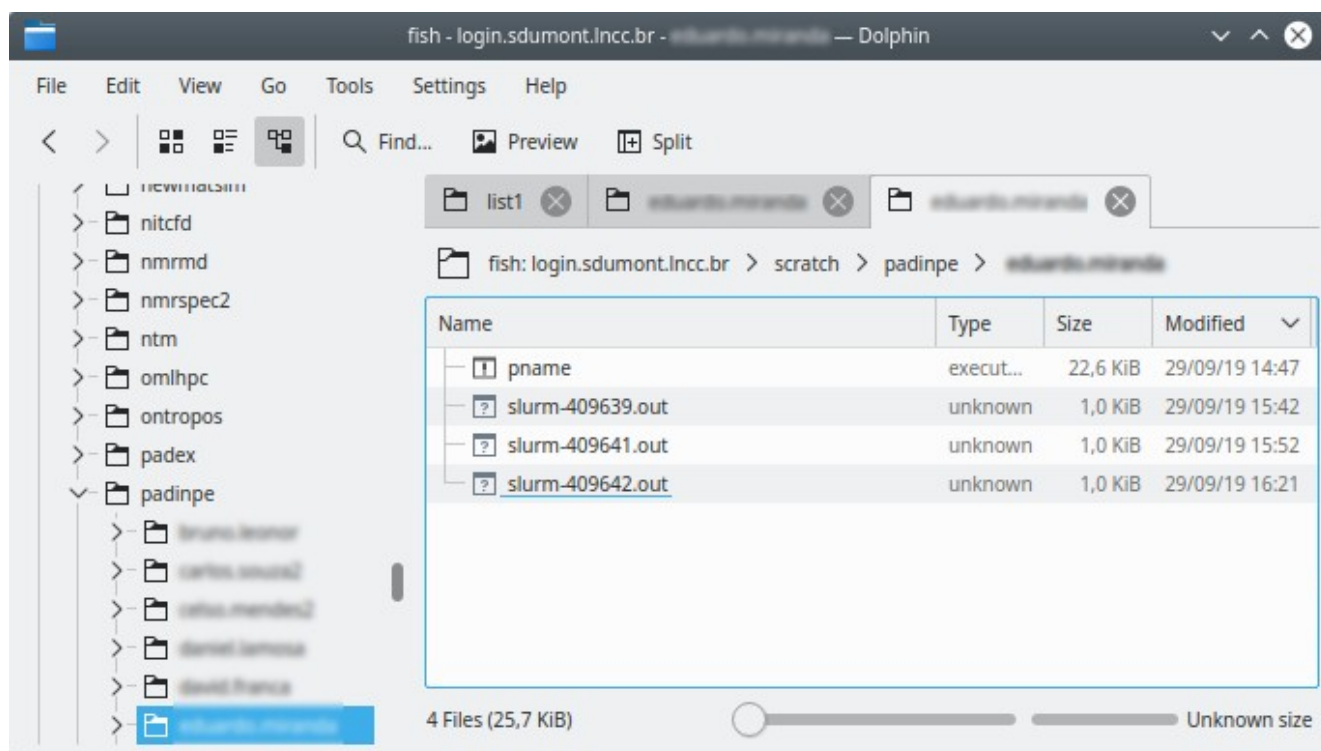 fish - login.sdumont.lncc.br - — Dolphin
File Edit View Go Tools Settings Help
Find... Preview Split
newmatsim
nitcfd
nmrmd
nmrspec2
ntm
omlhpc
ontropos
padex
padinpe
list1
fish: login.sdumont.lncc.br > scratch > padinpe >
Name Type Size Modified
pname execut... 22,6 KiB 29/09/19 14:47
slurm-409639.out unknown 1,0 KiB 29/09/19 15:42
slurm-409641.out unknown 1,0 KiB 29/09/19 15:52
slurm-409642.out unknown 1,0 KiB 29/09/19 16:21
4 Files (25,7 KiB) Unknown size